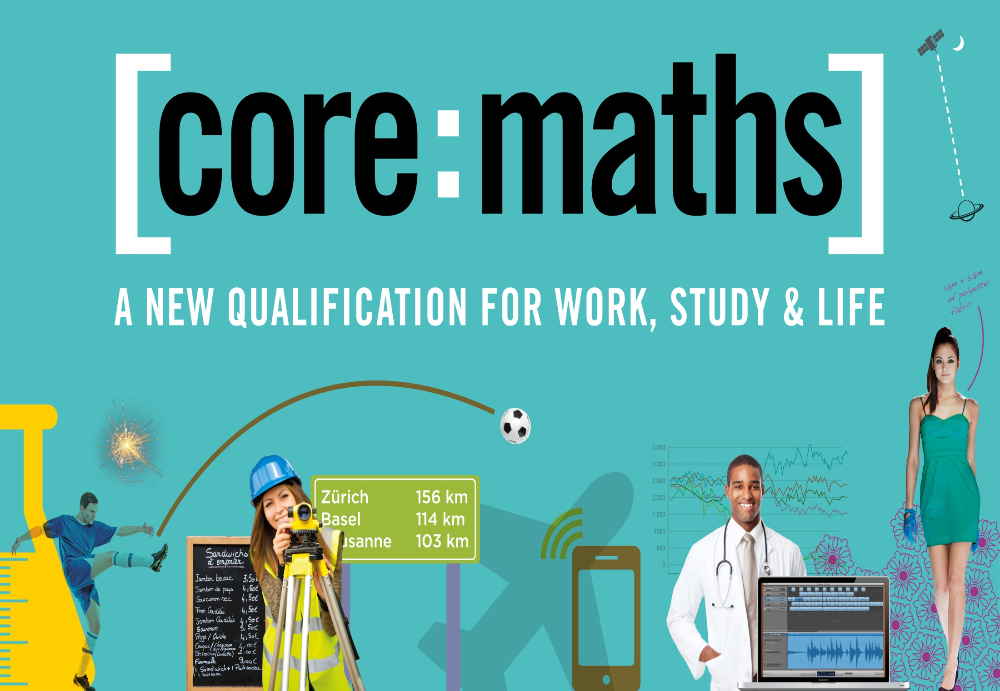 [core:maths]
A NEW QUALIFICATION FOR WORK, STUDY & LIFE
1.6m × 5.8m
of polyester
fabric
Zürich 156 km
Basel 114 km
usanne 103 km
3,500
3,000
2,500
2,000
1,500
1000
500
0
Sandwichs
à emporter
Jambon beurre 3,50€
Jambon de pays 4,50€
Saucisson sec 4,50€
Thon Crudités 4,50€
Jambon Crudités 4,50€
Saumon 5,50€
Pizza / Quiche 4,50€
Croque / Chausson 4,00€
aux légumes
Boissons (Canette) 2,00€
Formule 9,00€
(1 Sandwich + 1 Patisserie
1 boisson
MacBook Pro